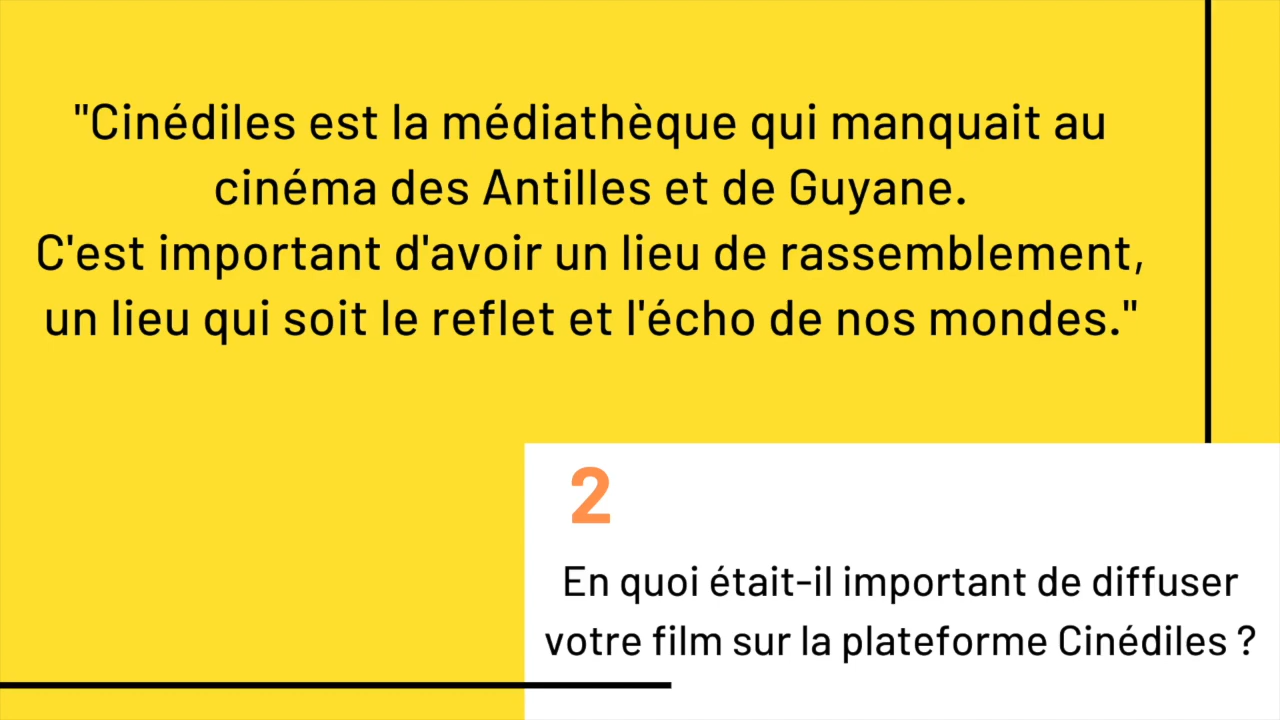 "Cinédiles est la médiathèque qui manquait au
cinéma des Antilles et de Guyane.
C'est important d'avoir un lieu de rassemblement,
un lieu qui soit le reflet et l'écho de nos mondes."
2
En quoi était-il important de diffuser
votre film sur la plateforme Cinédiles ?